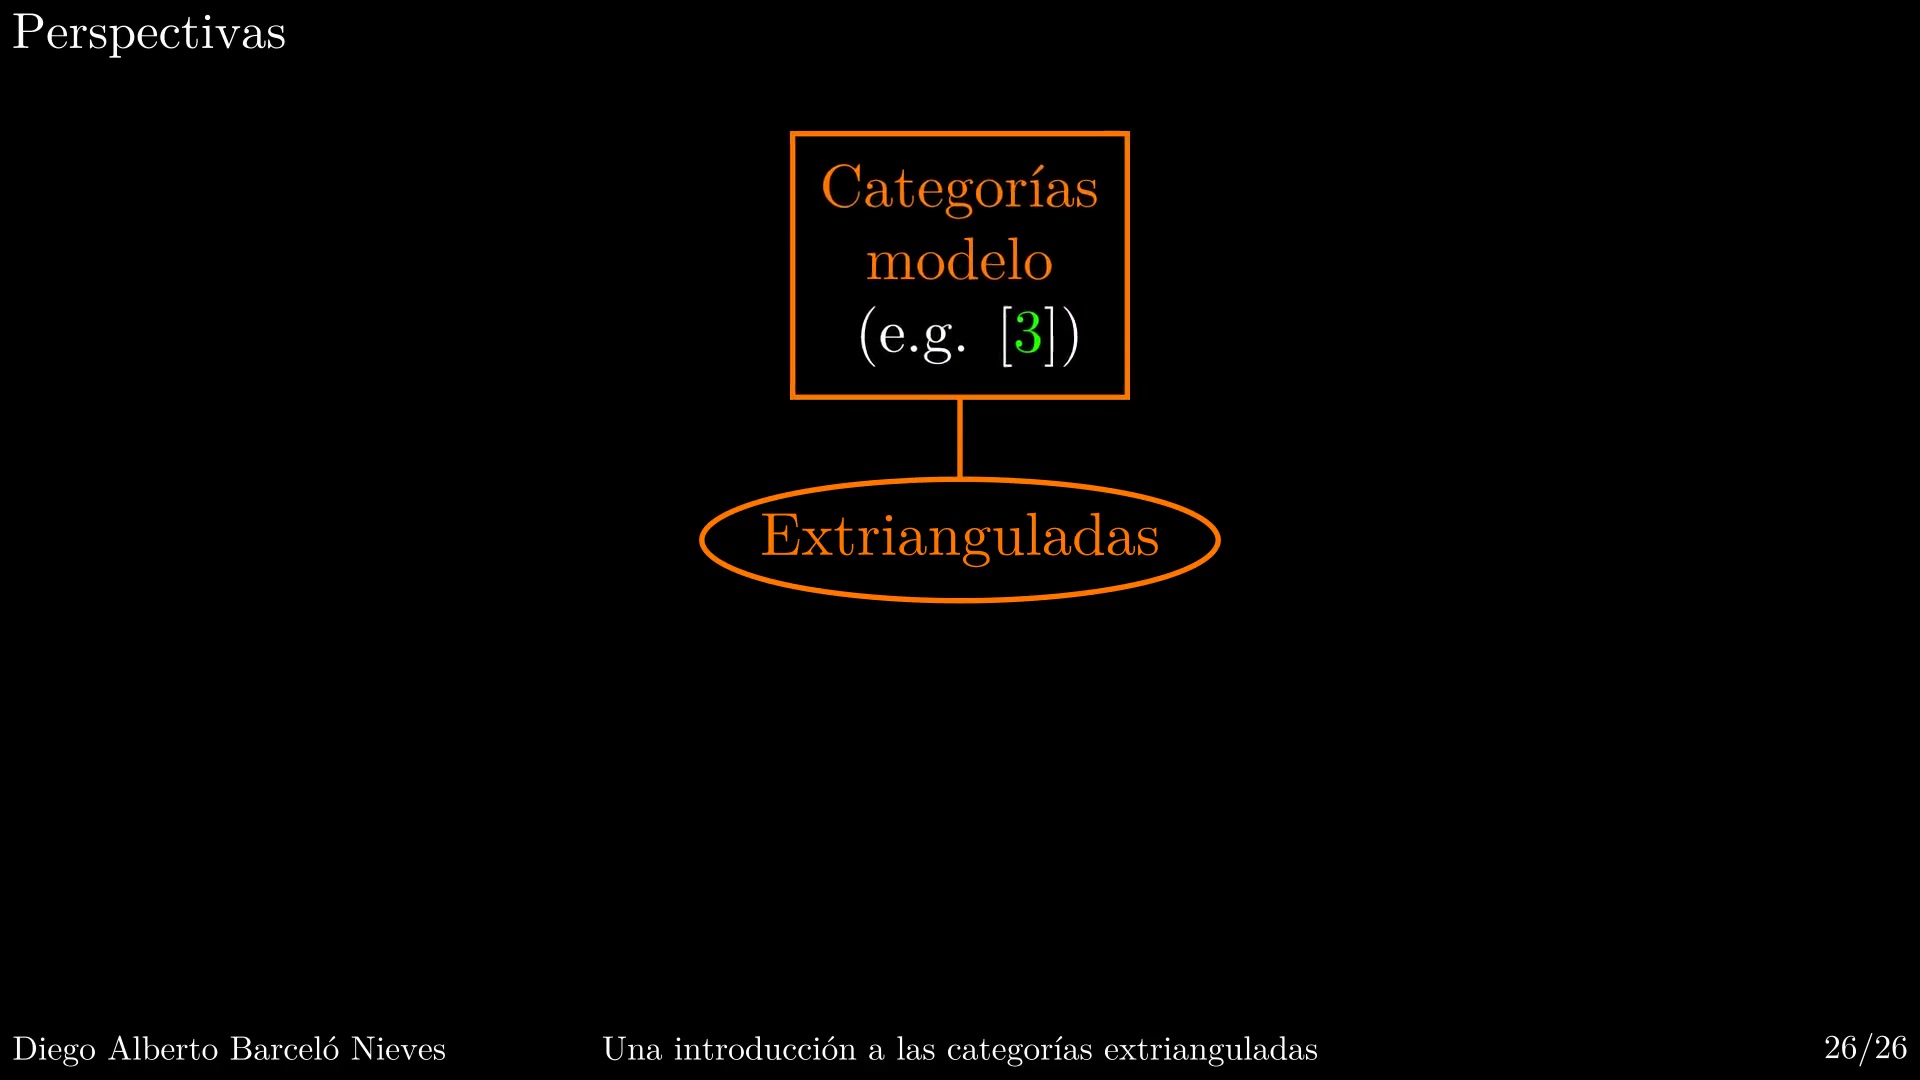 Perspectivas
Categorías
modelo
(e.g. [3])
Extrianguladas
Diego Alberto Barceló Nieves
Una introducción a las categorías extrianguladas
26/26